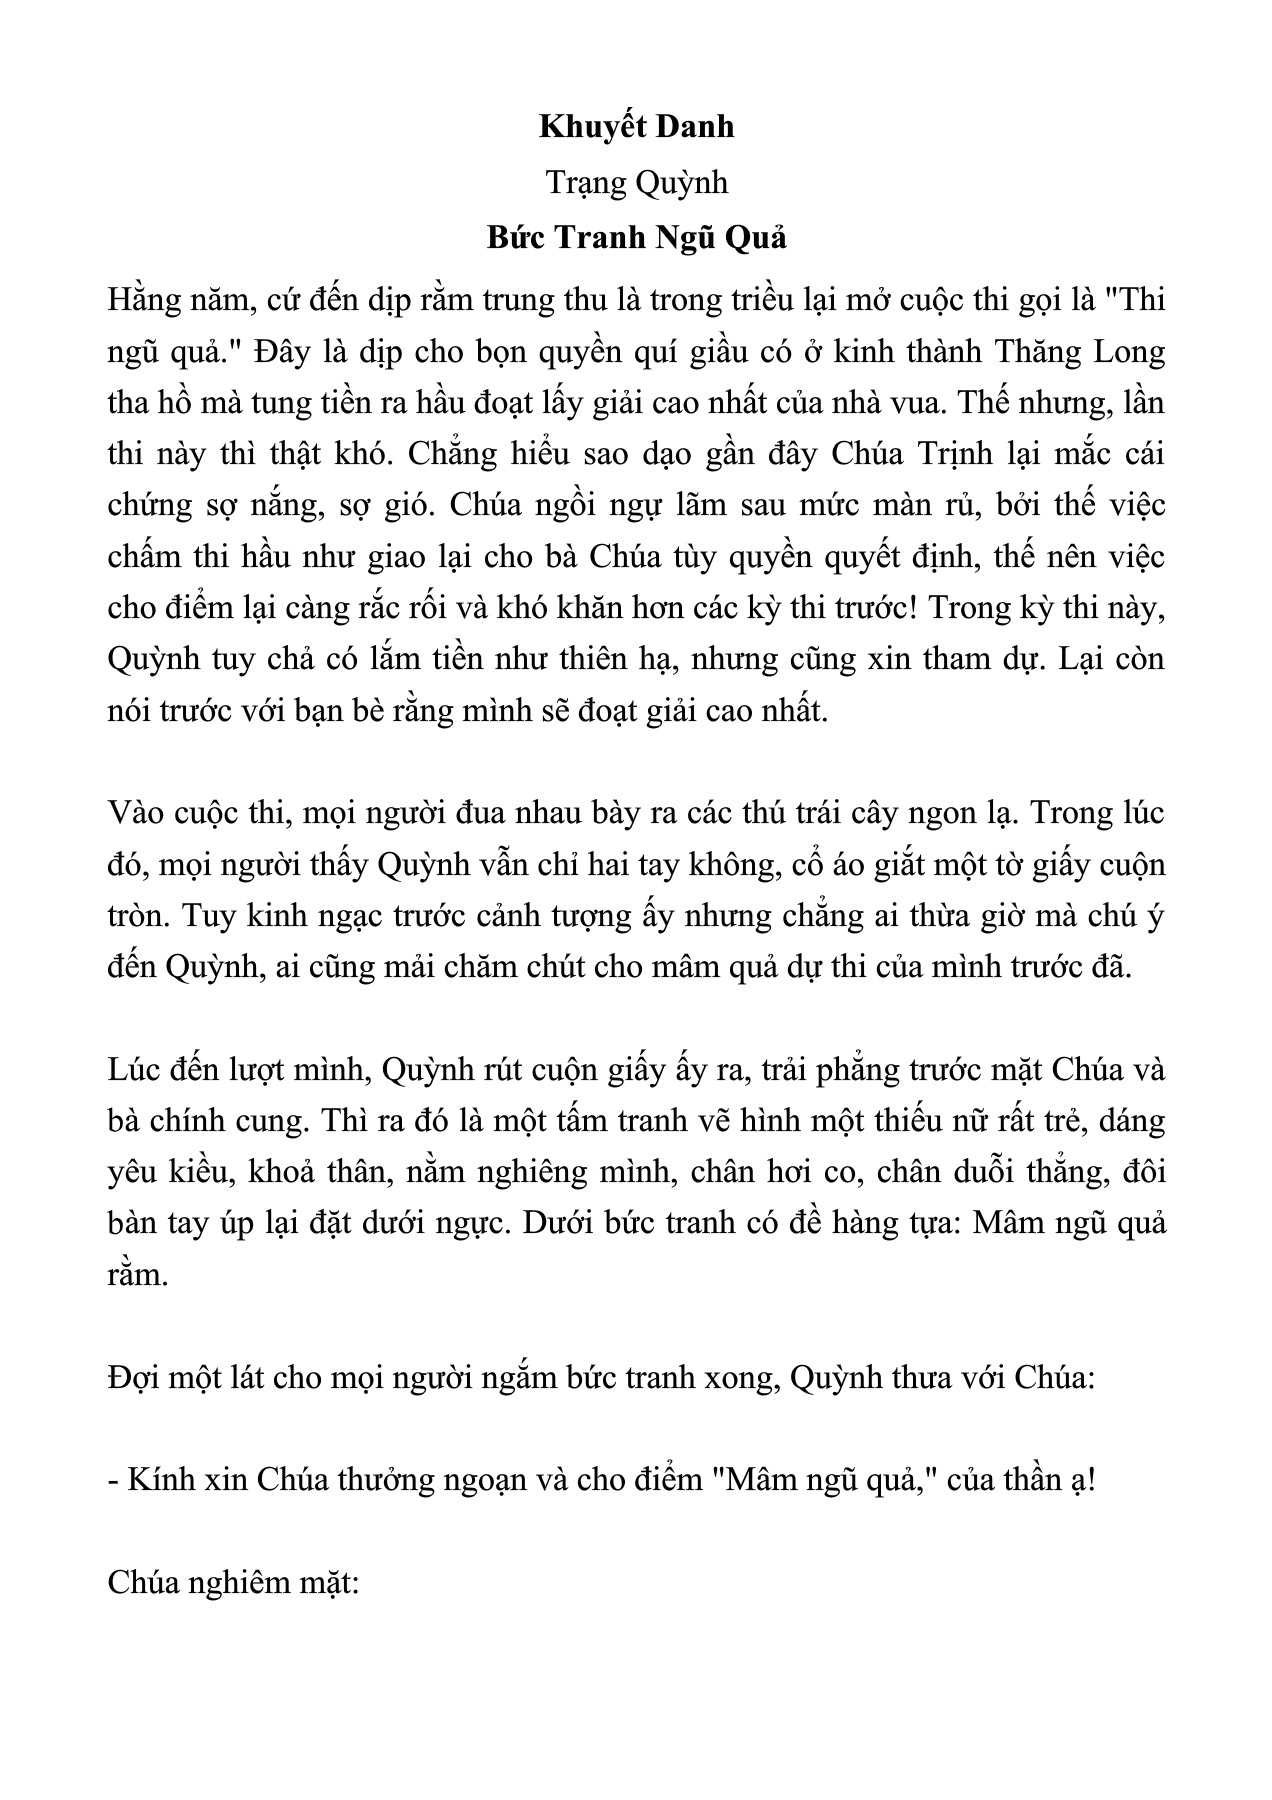 Khuyết Danh
Trạng Quỳnh
Bức Tranh Ngũ Quả
Hằng năm, cứ đến dịp rằm trung thu là trong triều lại mở cuộc thi gọi là "Thi
ngũ quả." Đây là dịp cho bọn quyền quí giầu có ở kinh thành Thăng Long
tha hồ mà tung tiền ra hầu đoạt lấy giải cao nhất của nhà vua. Thế nhưng, lần
thi này thì thật khó. Chẳng hiểu sao dạo gần đây Chúa Trịnh lại mắc cái
chứng sợ nắng, sợ gió. Chúa ngồi ngự lãm sau mức màn rủ, bởi thế việc
chấm thi hầu như giao lại cho bà Chúa tùy quyền quyết định, thế nên việc
cho điểm lại càng rắc rối và khó khăn hơn các kỳ thi trước! Trong kỳ thi này,
Quỳnh tuy chả có lắm tiền như thiên hạ, nhưng cũng xin tham dự. Lại còn
nói trước với bạn bè rằng mình sẽ đoạt giải cao nhất.
Vào cuộc thi, mọi người đua nhau bày ra các thú trái cây ngon lạ. Trong lúc
đó, mọi người thấy Quỳnh vẫn chỉ hai tay không, cổ áo giắt một tờ giấy cuộn
tròn. Tuy kinh ngạc trước cảnh tượng ấy nhưng chẳng ai thừa giờ mà chú ý
đến Quỳnh, ai cũng mải chăm chút cho mâm quả dự thi của mình trước đã.
Lúc đến lượt mình, Quỳnh rút cuộn giấy ấy ra, trải phẳng trước mặt Chúa và
bà chính cung. Thì ra đó là một tấm tranh vẽ hình một thiếu nữ rất trẻ, dáng
yêu kiều, khoả thân, nằm nghiêng mình, chân hơi co, chân duỗi thẳng, đôi
bàn tay úp lại đặt dưới ngực. Dưới bức tranh có đề hàng tựa: Mâm ngũ quả
rằm.
Đợi một lát cho mọi người ngắm bức tranh xong, Quỳnh thưa với Chúa:
- Kính xin Chúa thưởng ngoạn và cho điểm "Mâm ngũ quả," của thần ạ!
Chúa nghiêm mặt: